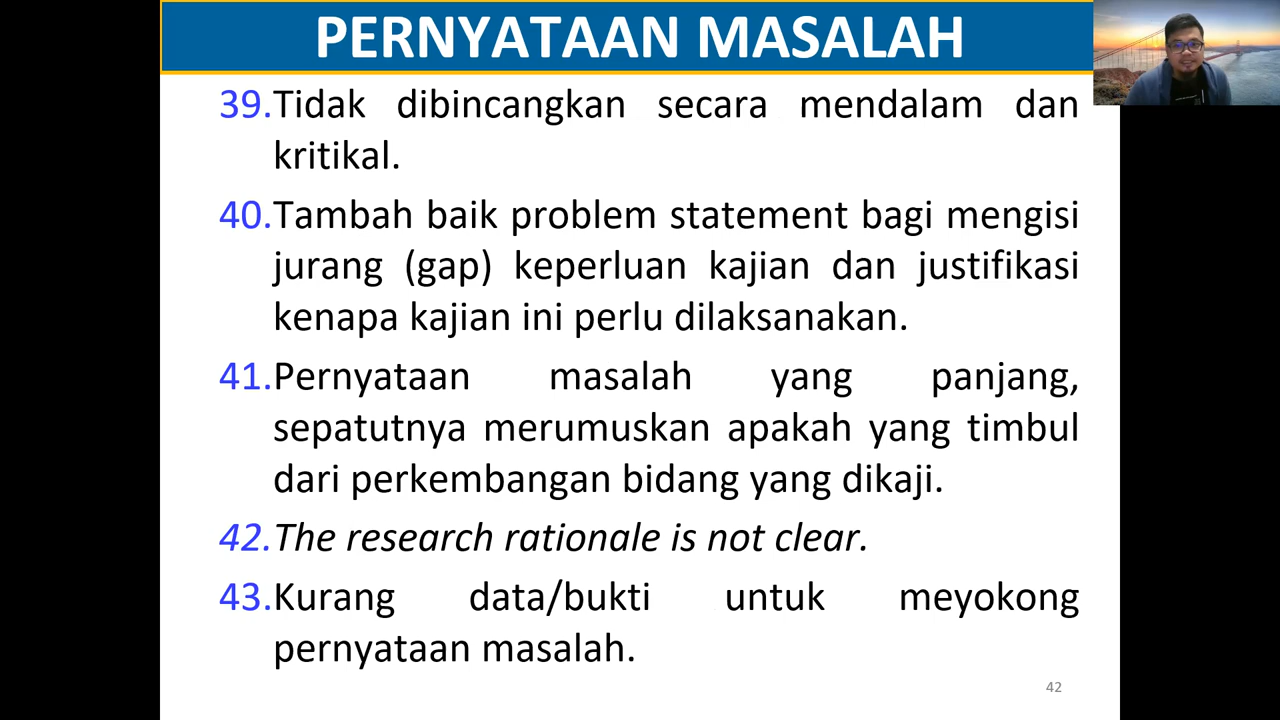 PERNYATAAN MASALAH
39.Tidak dibincangkan secara mendalam dan
kritikal.
40.Tambah baik problem statement bagi mengisi
jurang (gap) keperluan kajian dan justifikasi
kenapa kajian ini perlu dilaksanakan.
41.Pernyataan masalah yang panjang,
sepatutnya merumuskan apakah yang timbul
dari perkembangan bidang yang dikaji.
42.The research rationale is not clear.
43.Kurang data/bukti untuk meyokong
pernyataan masalah.
42